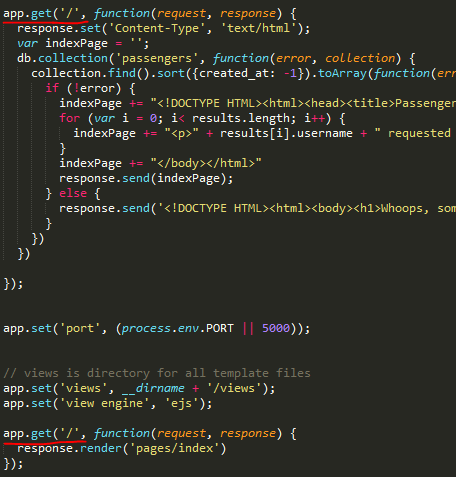 app.get('/', function(request, response) {
response.set('Content-Type', 'text/html');
var indexPage = '';
db.collection('passengers', function(error, collection) {
collection.find().sort({created_at: -1}).toArray(function(err
if (!error) {
indexPage += "<!DOCTYPE HTML><html><head><title>Passenger
for (var i = 0; i< results.length; i++) {
indexPage += "<p>" + results[i].username + " requested
}
indexPage += "</body></html>"
response.send(indexPage);
} else {
response.send('<!DOCTYPE HTML><html><body><h1>Whoops, som
}
})
})
});
app.set('port', (process.env.PORT || 5000));
// views is directory for all template files
app.set('views', __dirname + '/views');
app.set('view engine', 'ejs');
app.get('/', function(request, response) {
response.render('pages/index')
});